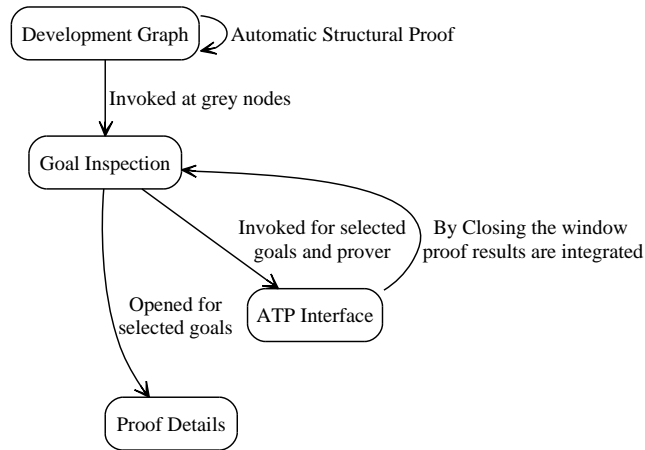 Development Graph
Automatic Structural Proof
Invoked at grey nodes
Goal Inspection
Invoked for selected
goals and prover
By Closing the window
proof results are integrated
Opened for
selected goals
ATP Interface
Proof Details